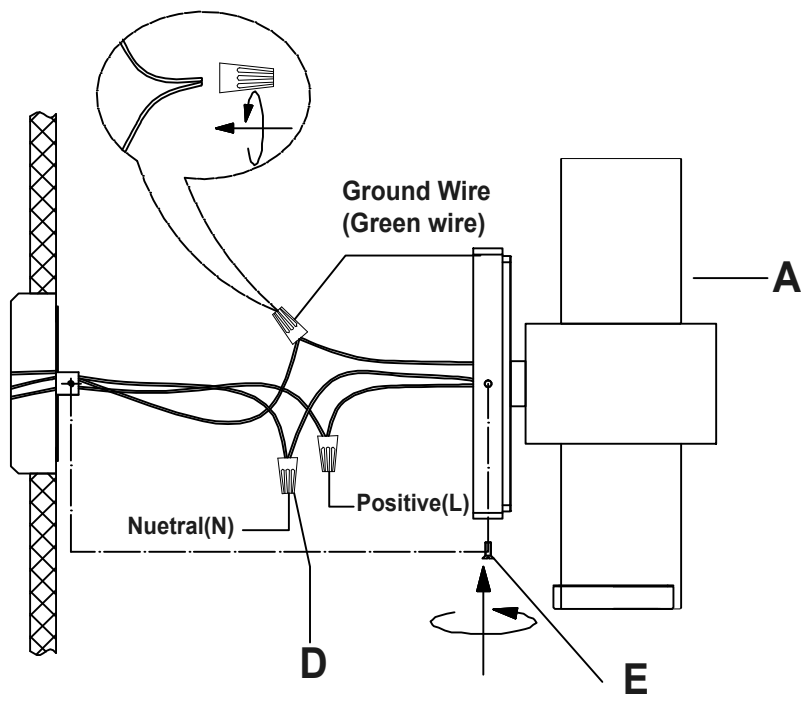 Ground Wire
(Green wire)
A
Positive(L)
Nuetral(N)
D
E